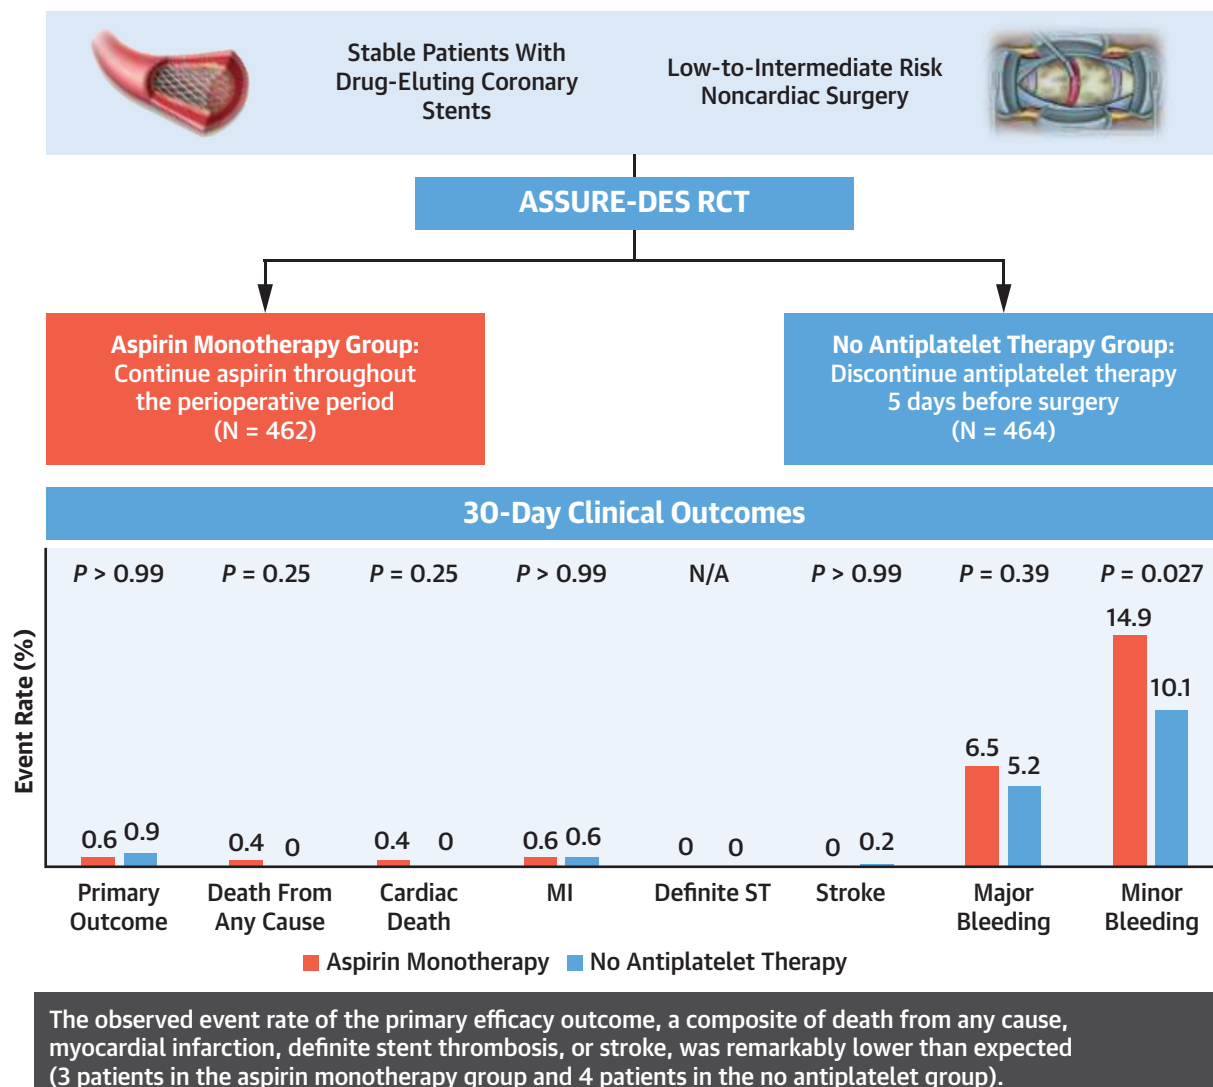 Stable Patients With
Drug-Eluting Coronary
Stents
Low-to-Intermediate Risk
Noncardiac Surgery
ASSURE-DES RCT
Aspirin Monotherapy Group:
Continue aspirin throughout
the perioperative period
(N = 462)
No Antiplatelet Therapy Group:
Discontinue antiplatelet therapy
5 days before surgery
(N = 464)
30-Day Clinical Outcomes
P > 0.99 P = 0.25 P = 0.25 P > 0.99 N/A P > 0.99 P = 0.39 P = 0.027
Event Rate (%)
0.6 0.9 0.4 0 0.4 0 0.6 0.6 0 0 0 0.2 6.5 5.2 14.9 10.1
Primary
Outcome
Death From
Any Cause
Cardiac
Death
MI
Definite ST
Stroke
Major
Bleeding
Minor
Bleeding
Aspirin Monotherapy No Antiplatelet Therapy
The observed event rate of the primary efficacy outcome, a composite of death from any cause,
myocardial infarction, definite stent thrombosis, or stroke, was remarkably lower than expected
(3 patients in the aspirin monotherapy group and 4 patients in the no antiplatelet group).